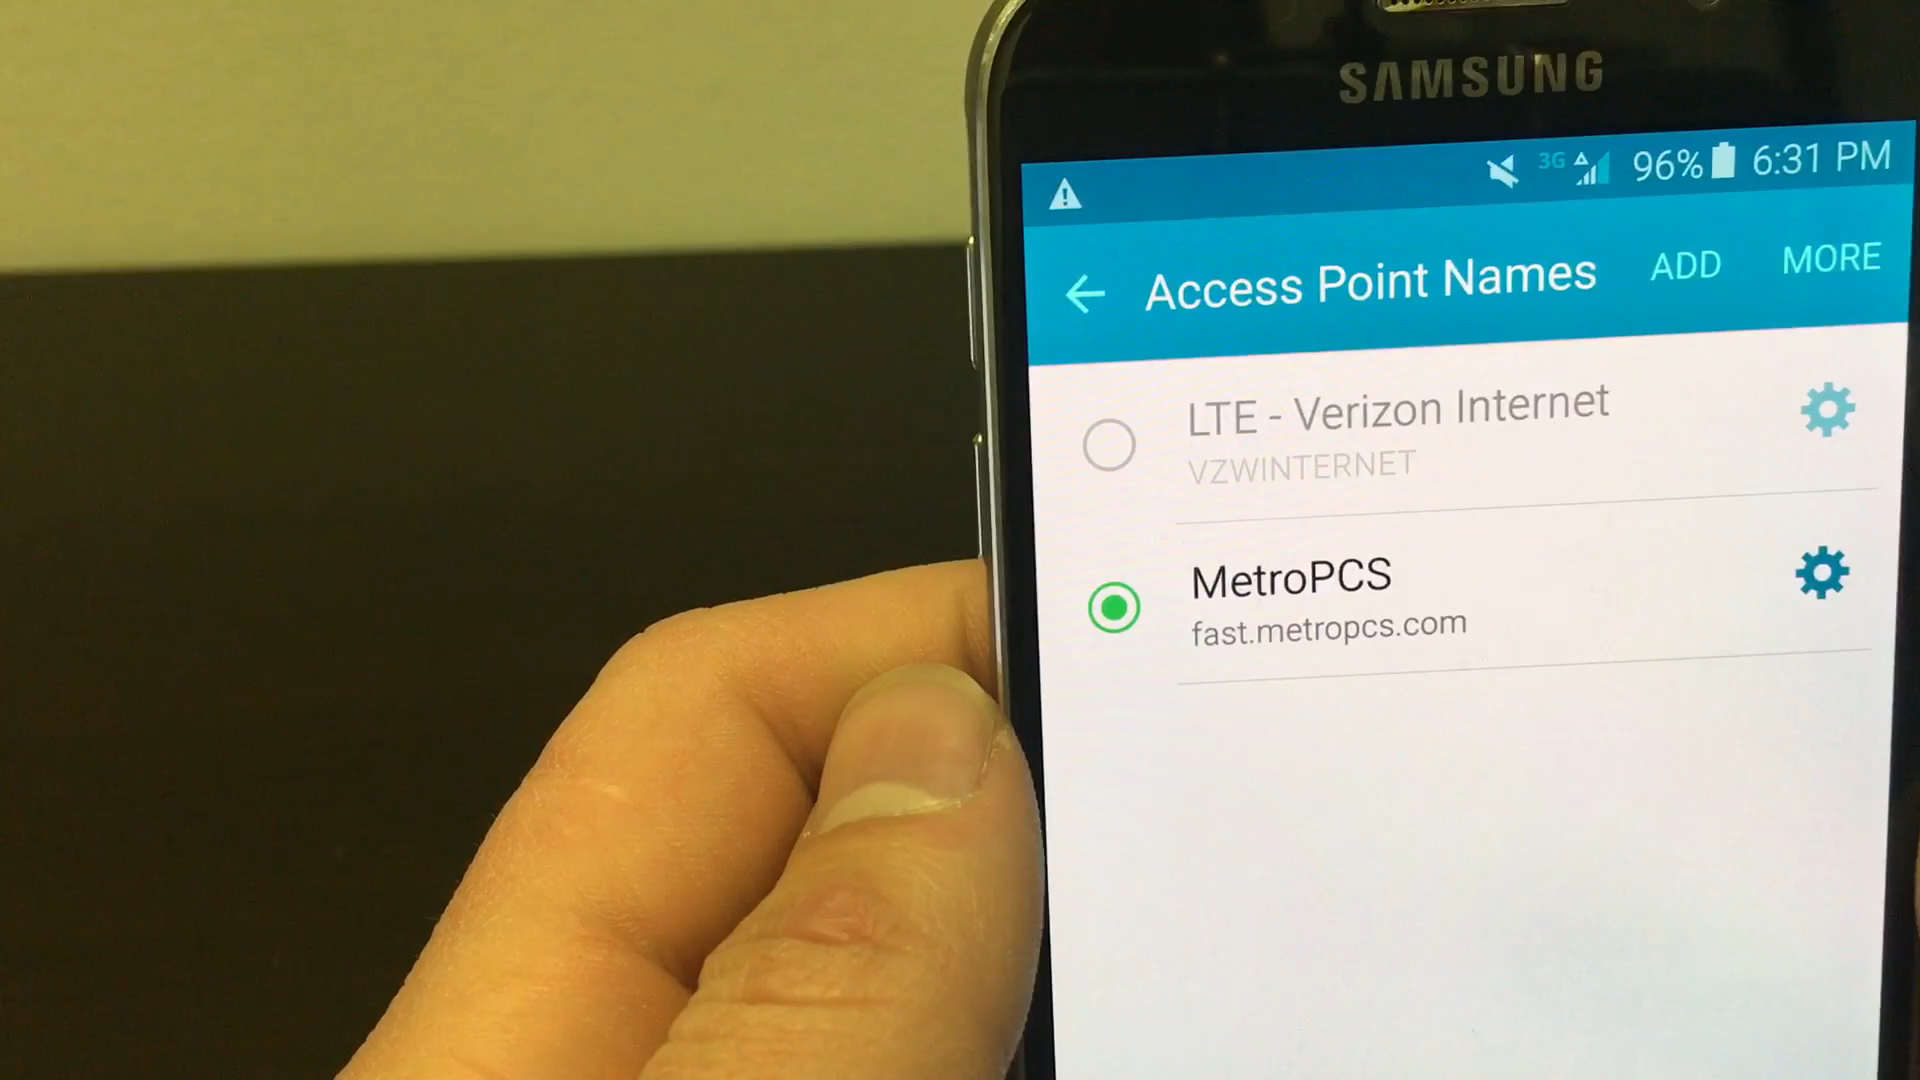 SAMSUNG
3G 96% 6:31 PM
Access Point Names ADD MORE
LTE - Verizon Internet
VZWINTERNET
MetroPCS
fast.metropcs.com